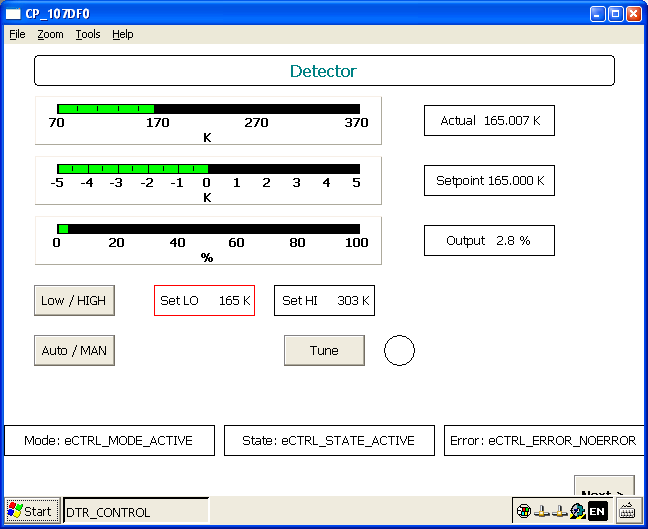 CP_107DF0
File Zoom Tools Help
Detector
70 170 270 370
K
Actual 165.007 K
-5 -4 -3 -2 -1 0 1 2 3 4 5
K
Setpoint 165.000 K
0 20 40 60 80 100
%
Output 2.8 %
Low / HIGH
Set LO 165 K
Set HI 303 K
Auto / MAN
Tune
Mode: eCTRL_MODE_ACTIVE
State: eCTRL_STATE_ACTIVE
Error: eCTRL_ERROR_NOERROR
Next >
Start
DTR_CONTROL
EN